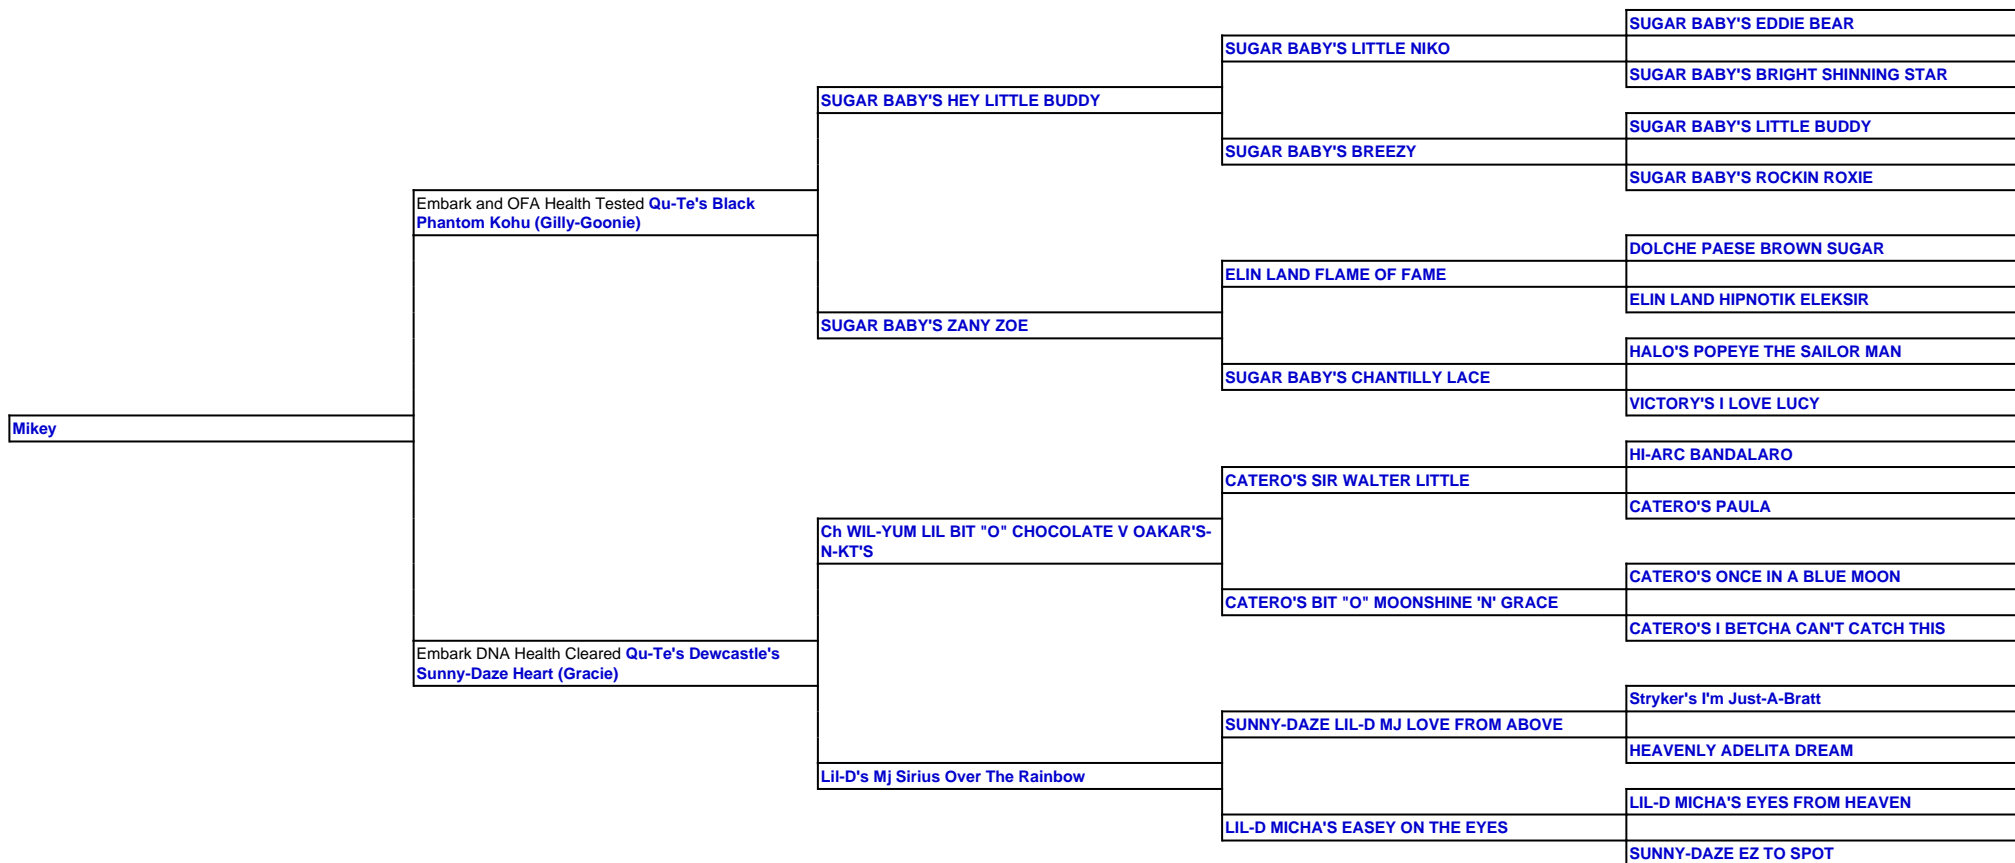 SUGAR BABY'S EDDIE BEAR
SUGAR BABY'S LITTLE NIKO
SUGAR BABY'S BRIGHT SHINNING STAR
SUGAR BABY'S HEY LITTLE BUDDY
SUGAR BABY'S LITTLE BUDDY
SUGAR BABY'S BREEZY
SUGAR BABY'S ROCKIN ROXIE
Embark and OFA Health Tested Qu-Te's Black
Phantom Kohu (Gilly-Goonie)
DOLCHE PAESE BROWN SUGAR
ELIN LAND FLAME OF FAME
ELIN LAND HIPNOTIK ELEKSIR
SUGAR BABY'S ZANY ZOE
HALO'S POPEYE THE SAILOR MAN
SUGAR BABY'S CHANTILLY LACE
VICTORY'S I LOVE LUCY
Mikey
HI-ARC BANDALARO
CATERO'S SIR WALTER LITTLE
CATERO'S PAULA
Ch WIL-YUM LIL BIT "O" CHOCOLATE V OAKAR'S-
N-KT'S
CATERO'S ONCE IN A BLUE MOON
CATERO'S BIT "O" MOONSHINE 'N' GRACE
CATERO'S I BETCHA CAN'T CATCH THIS
Embark DNA Health Cleared Qu-Te's Dewcastle's
Sunny-Daze Heart (Gracie)
Stryker's I'm Just-A-Bratt
SUNNY-DAZE LIL-D MJ LOVE FROM ABOVE
HEAVENLY ADELITA DREAM
Lil-D's Mj Sirius Over The Rainbow
LIL-D MICHA'S EYES FROM HEAVEN
LIL-D MICHA'S EASEY ON THE EYES
SUNNY-DAZE EZ TO SPOT